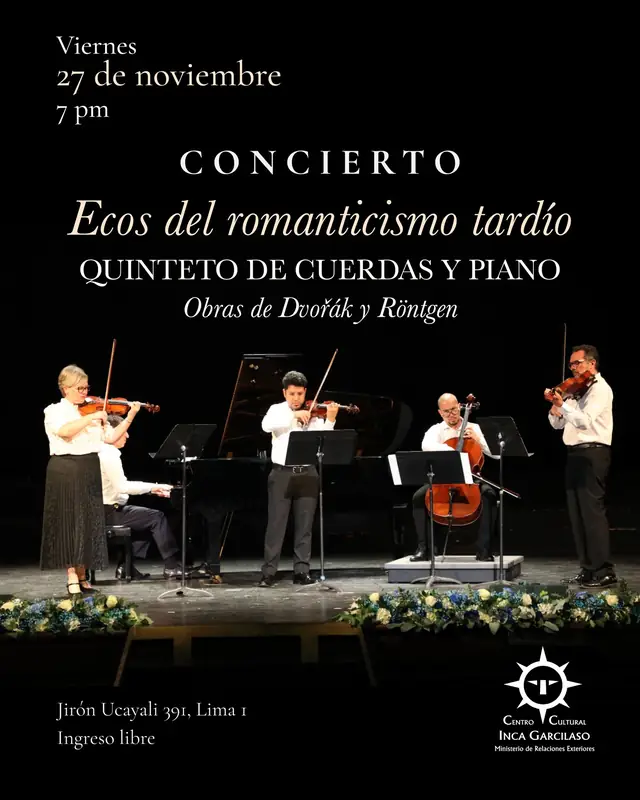 Viernes
27 de noviembre
7 pm
CONCIERTO
Ecos del romanticismo tardío
QUINTETO DE CUERDAS Y PIANO
Obras de Dvořák y Röntgen
Jirón Ucayali 391, Lima 1
Ingreso libre
CENTRO CULTURAL
INCA GARCILASO
Ministerio de Relaciones Exteriores